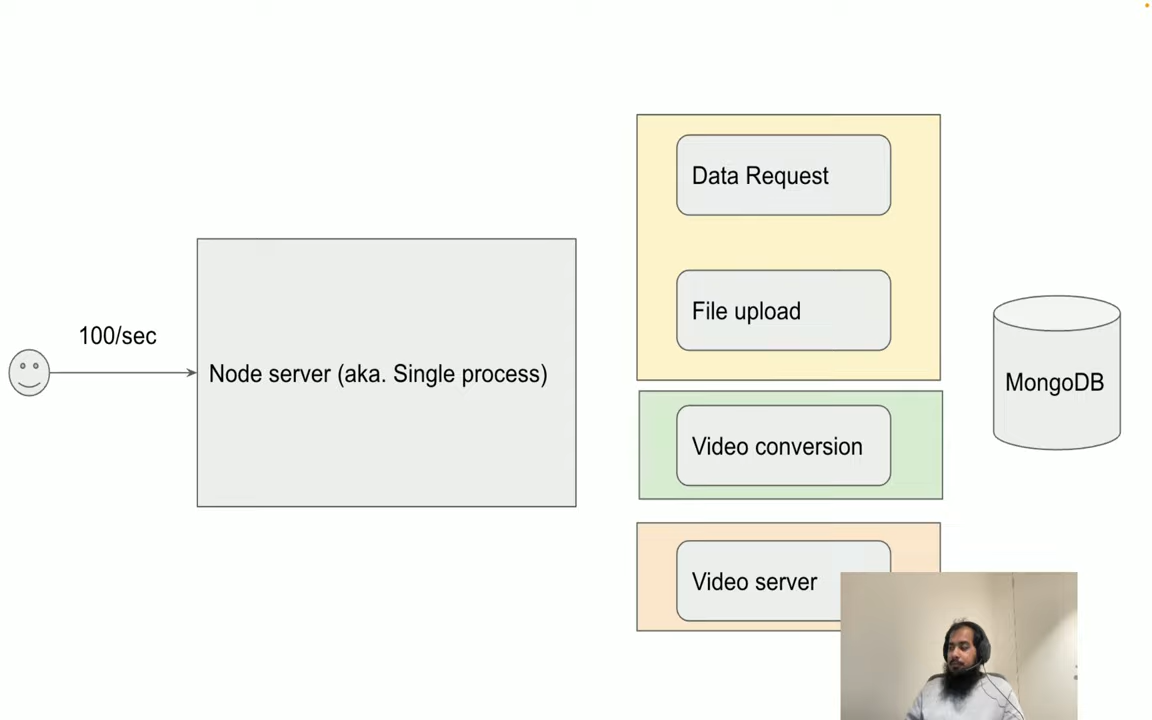 100/sec
Node server (aka. Single process)
Data Request
File upload
Video conversion
Video server
MongoDB